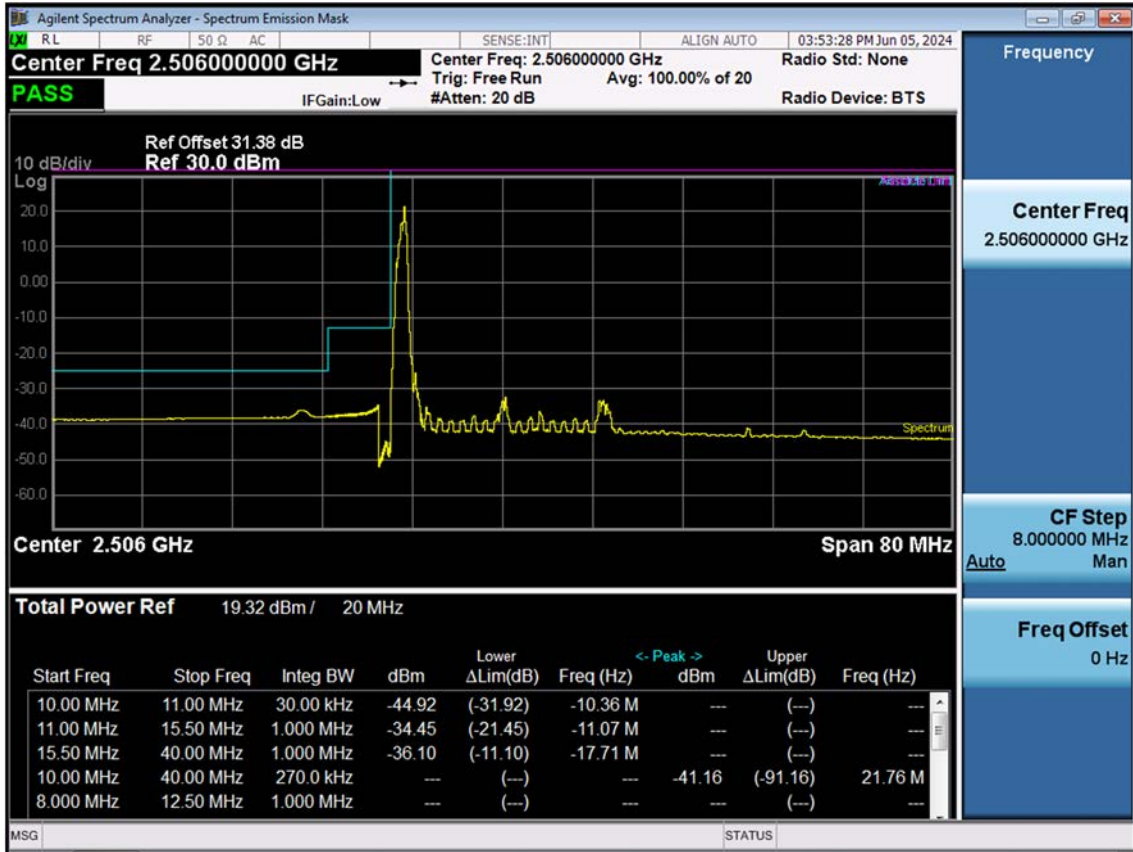 Agilent Spectrum Analyzer - Spectrum Emission Mask
LXI RL RF 50 Ω AC SENSE:INT ALIGN AUTO 03:53:28 PM Jun 05, 2024
Center Freq 2.506000000 GHz
PASS
IFGain:Low
Center Freq: 2.506000000 GHz
Trig: Free Run Avg: 100.00% of 20
#Atten: 20 dB
Radio Std: None
Radio Device: BTS
Ref Offset 31.38 dB
10 dB/div Ref 30.0 dBm
Log
Absolute Limit
20.0
10.0
0.00
-10.0
-20.0
-30.0
-40.0
-50.0
-60.0
Spectrum
Center 2.506 GHz Span 80 MHz
Total Power Ref 19.32 dBm / 20 MHz
Lower <- Peak -> Upper
Start Freq Stop Freq Integ BW dBm ΔLim(dB) Freq (Hz) dBm ΔLim(dB) Freq (Hz)
10.00 MHz 11.00 MHz 30.00 kHz -44.92 (-31.92) -10.36 M --- (---) ---
11.00 MHz 15.50 MHz 1.000 MHz -34.45 (-21.45) -11.07 M --- (---) ---
15.50 MHz 40.00 MHz 1.000 MHz -36.10 (-11.10) -17.71 M --- (---) ---
10.00 MHz 40.00 MHz 270.0 kHz --- (---) --- -41.16 (-91.16) 21.76 M
8.000 MHz 12.50 MHz 1.000 MHz --- (---) --- --- (---) ---
MSG STATUS
Frequency
Center Freq
2.506000000 GHz
CF Step
8.000000 MHz
Auto Man
Freq Offset
0 Hz